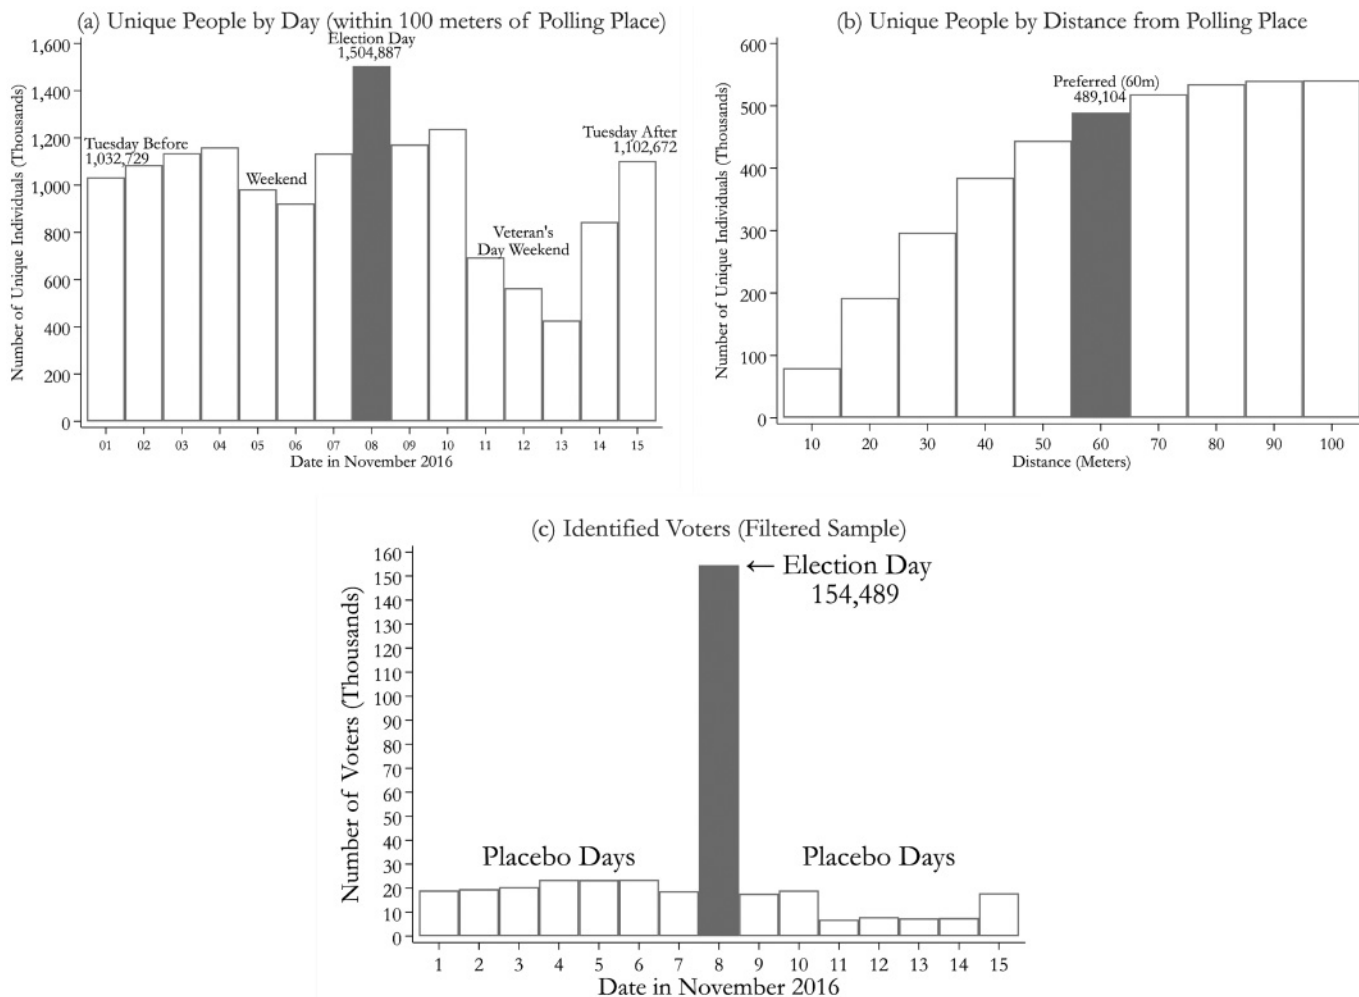 (a) Unique People by Day (within 100 meters of Polling Place)
Number of Unique Individuals (Thousands)
1,600
1,400
1,200
1,000
800
600
400
200
0
Election Day
1,504,887
Tuesday Before
1,032,729
Weekend
Veteran's
Day Weekend
Tuesday After
1,102,672
01 02 03 04 05 06 07 08 09 10 11 12 13 14 15
Date in November 2016
(b) Unique People by Distance from Polling Place
Number of Unique Individuals (Thousands)
600
500
400
300
200
100
0
Preferred (60m)
489,104
10 20 30 40 50 60 70 80 90 100
Distance (Meters)
(c) Identified Voters (Filtered Sample)
Number of Voters (Thousands)
160
150
140
130
120
110
100
90
80
70
60
50
40
30
20
10
0
← Election Day
154,489
Placebo Days
Placebo Days
1 2 3 4 5 6 7 8 9 10 11 12 13 14 15
Date in November 2016